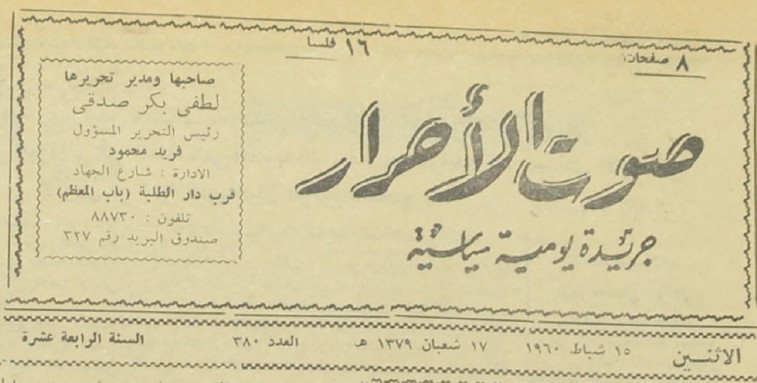 ٨ صفحات
١٦ فلسا
صوت الأحرار
جريدة يومية سياسية
صاحبها ومدير تحريرها
لطفي بكر صدقي
رئيس التحرير المسؤول
فريد محمود
الادارة : شارع الجهاد
قرب دار الطلبة (باب المعظم)
تلفون : ٨٨٧٣٠
صندوق البريد رقم ٣٢٧
الاثنين ١٥ شباط ١٩٦٠ ١٧ شعبان ١٣٧٩ هـ العدد ٣٨٠ السنة الرابعة عشرة